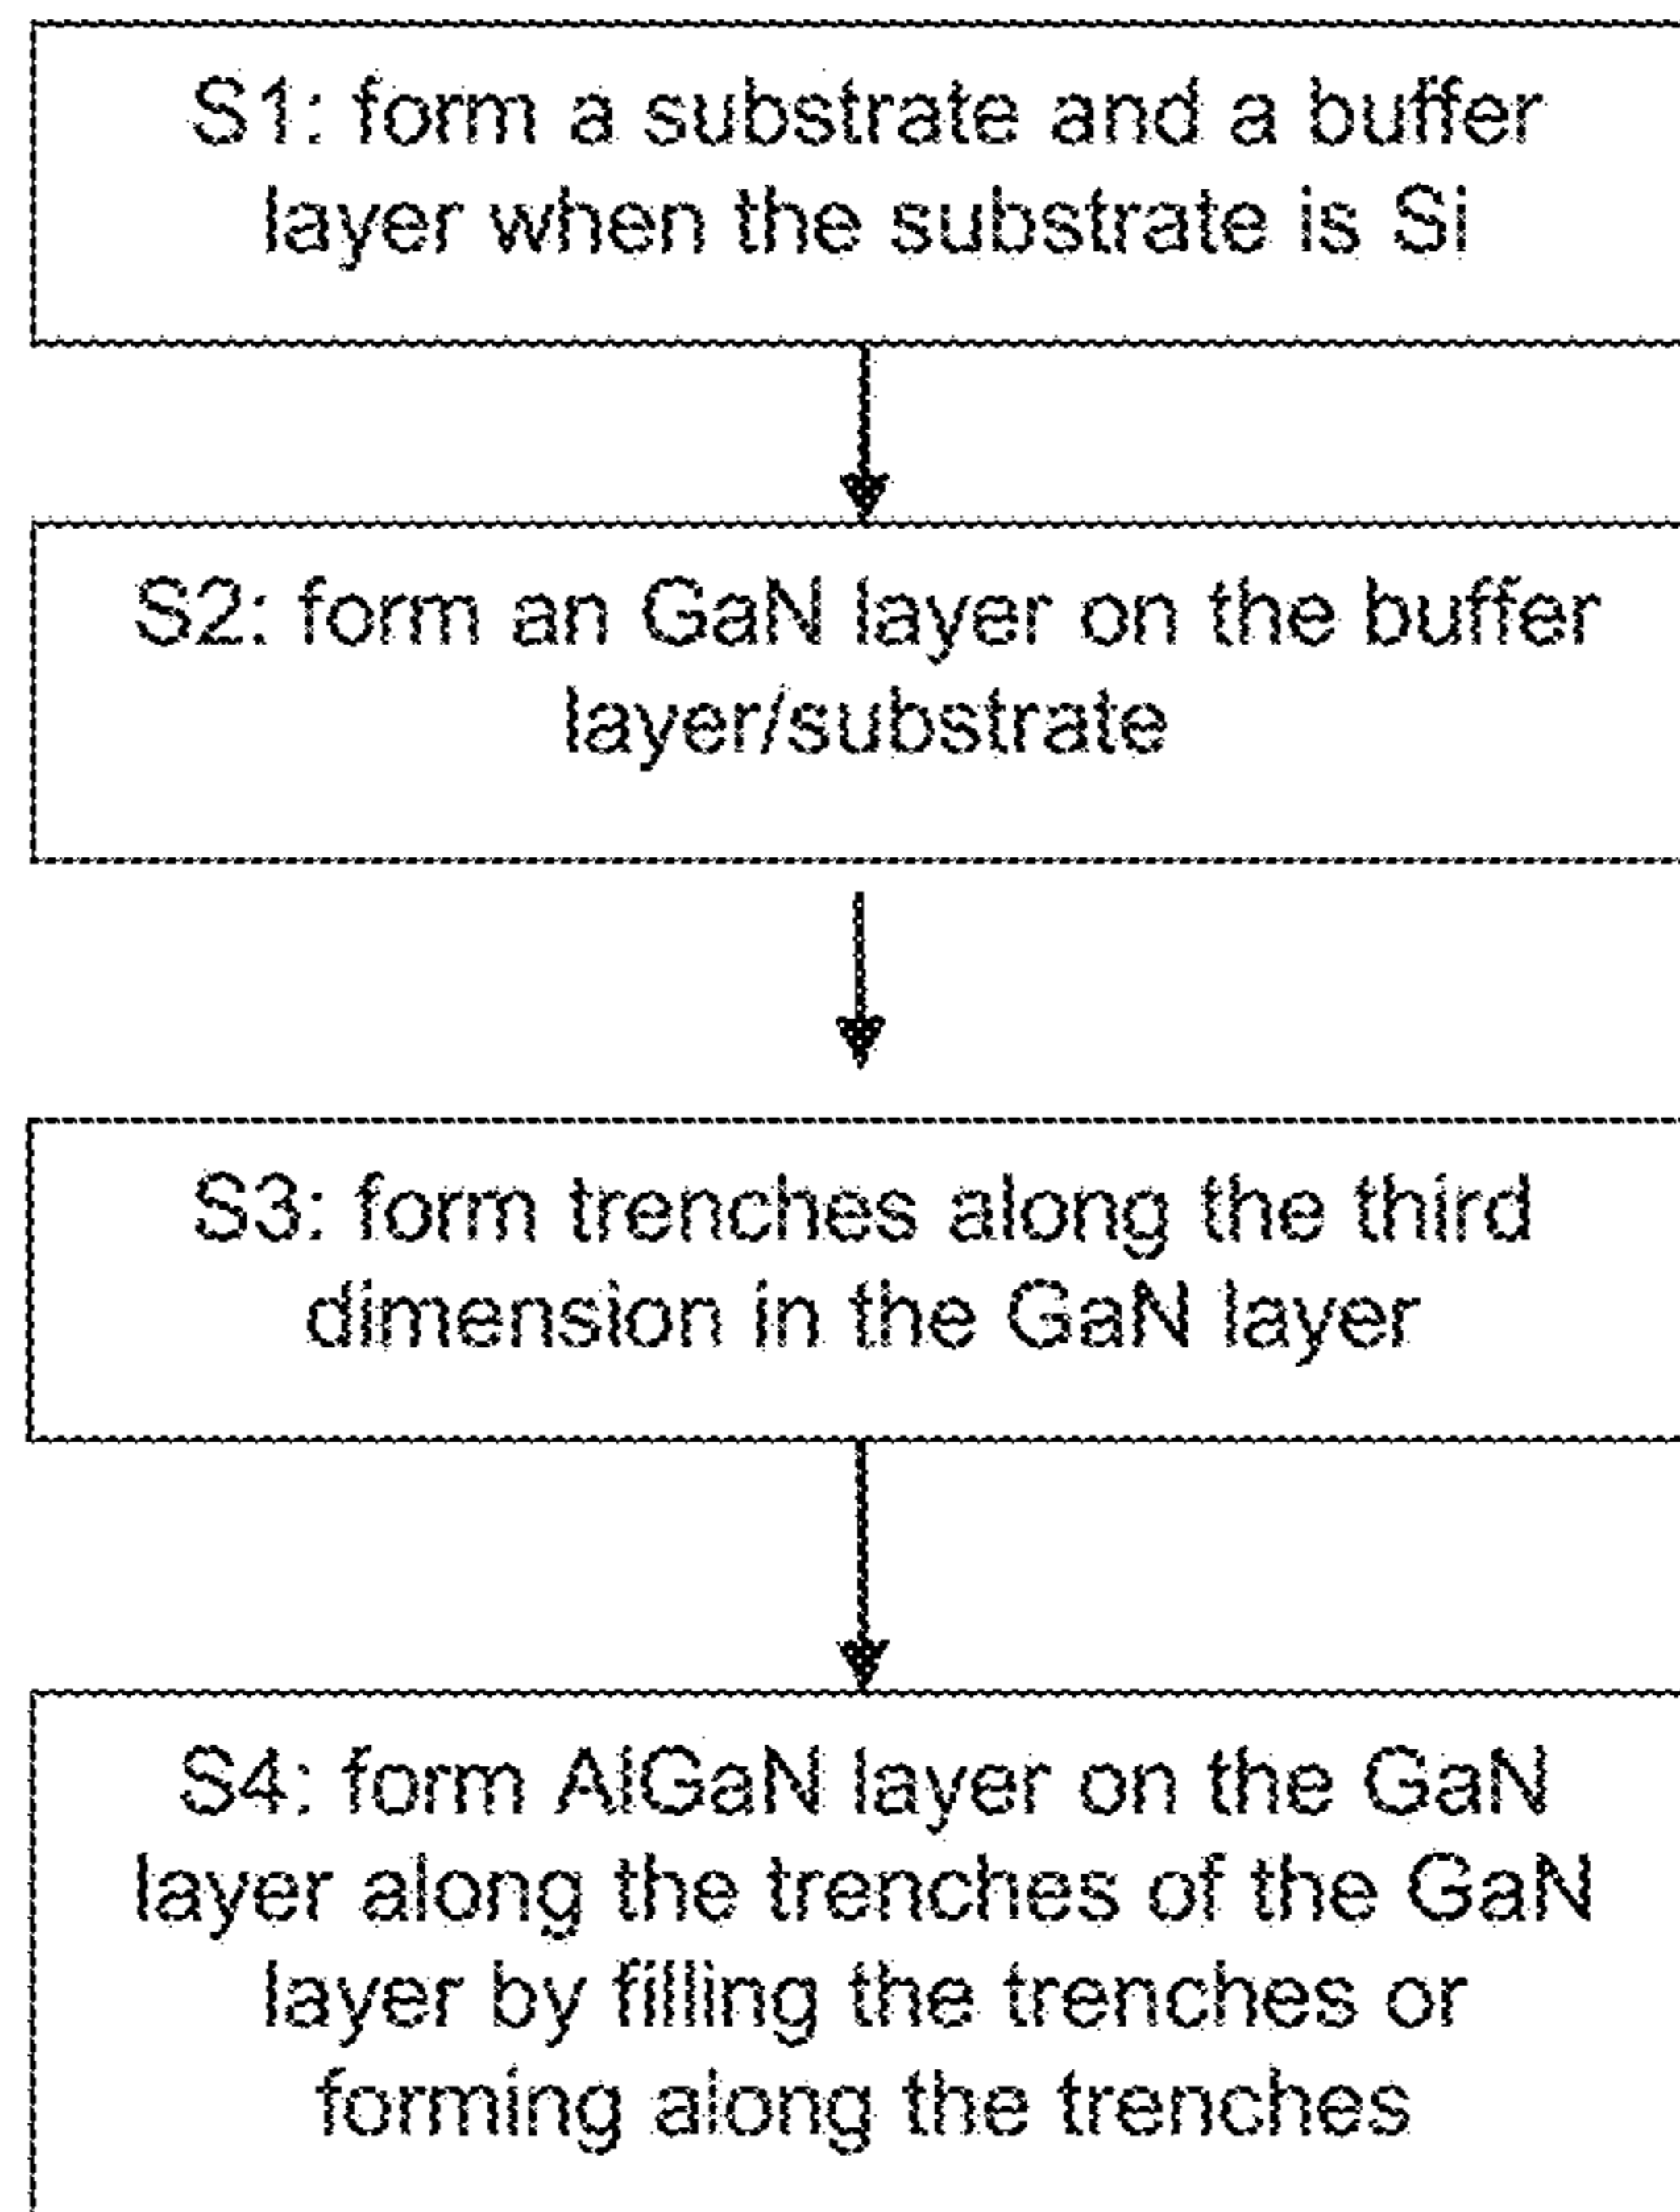 S1: form a substrate and a buffer
layer when the substrate is Si
S2: form an GaN layer on the buffer
layer/substrate
S3: form trenches along the third
dimension in the GaN layer
S4: form AlGaN layer on the GaN
layer along the trenches of the GaN
layer by filling the trenches or
forming along the trenches